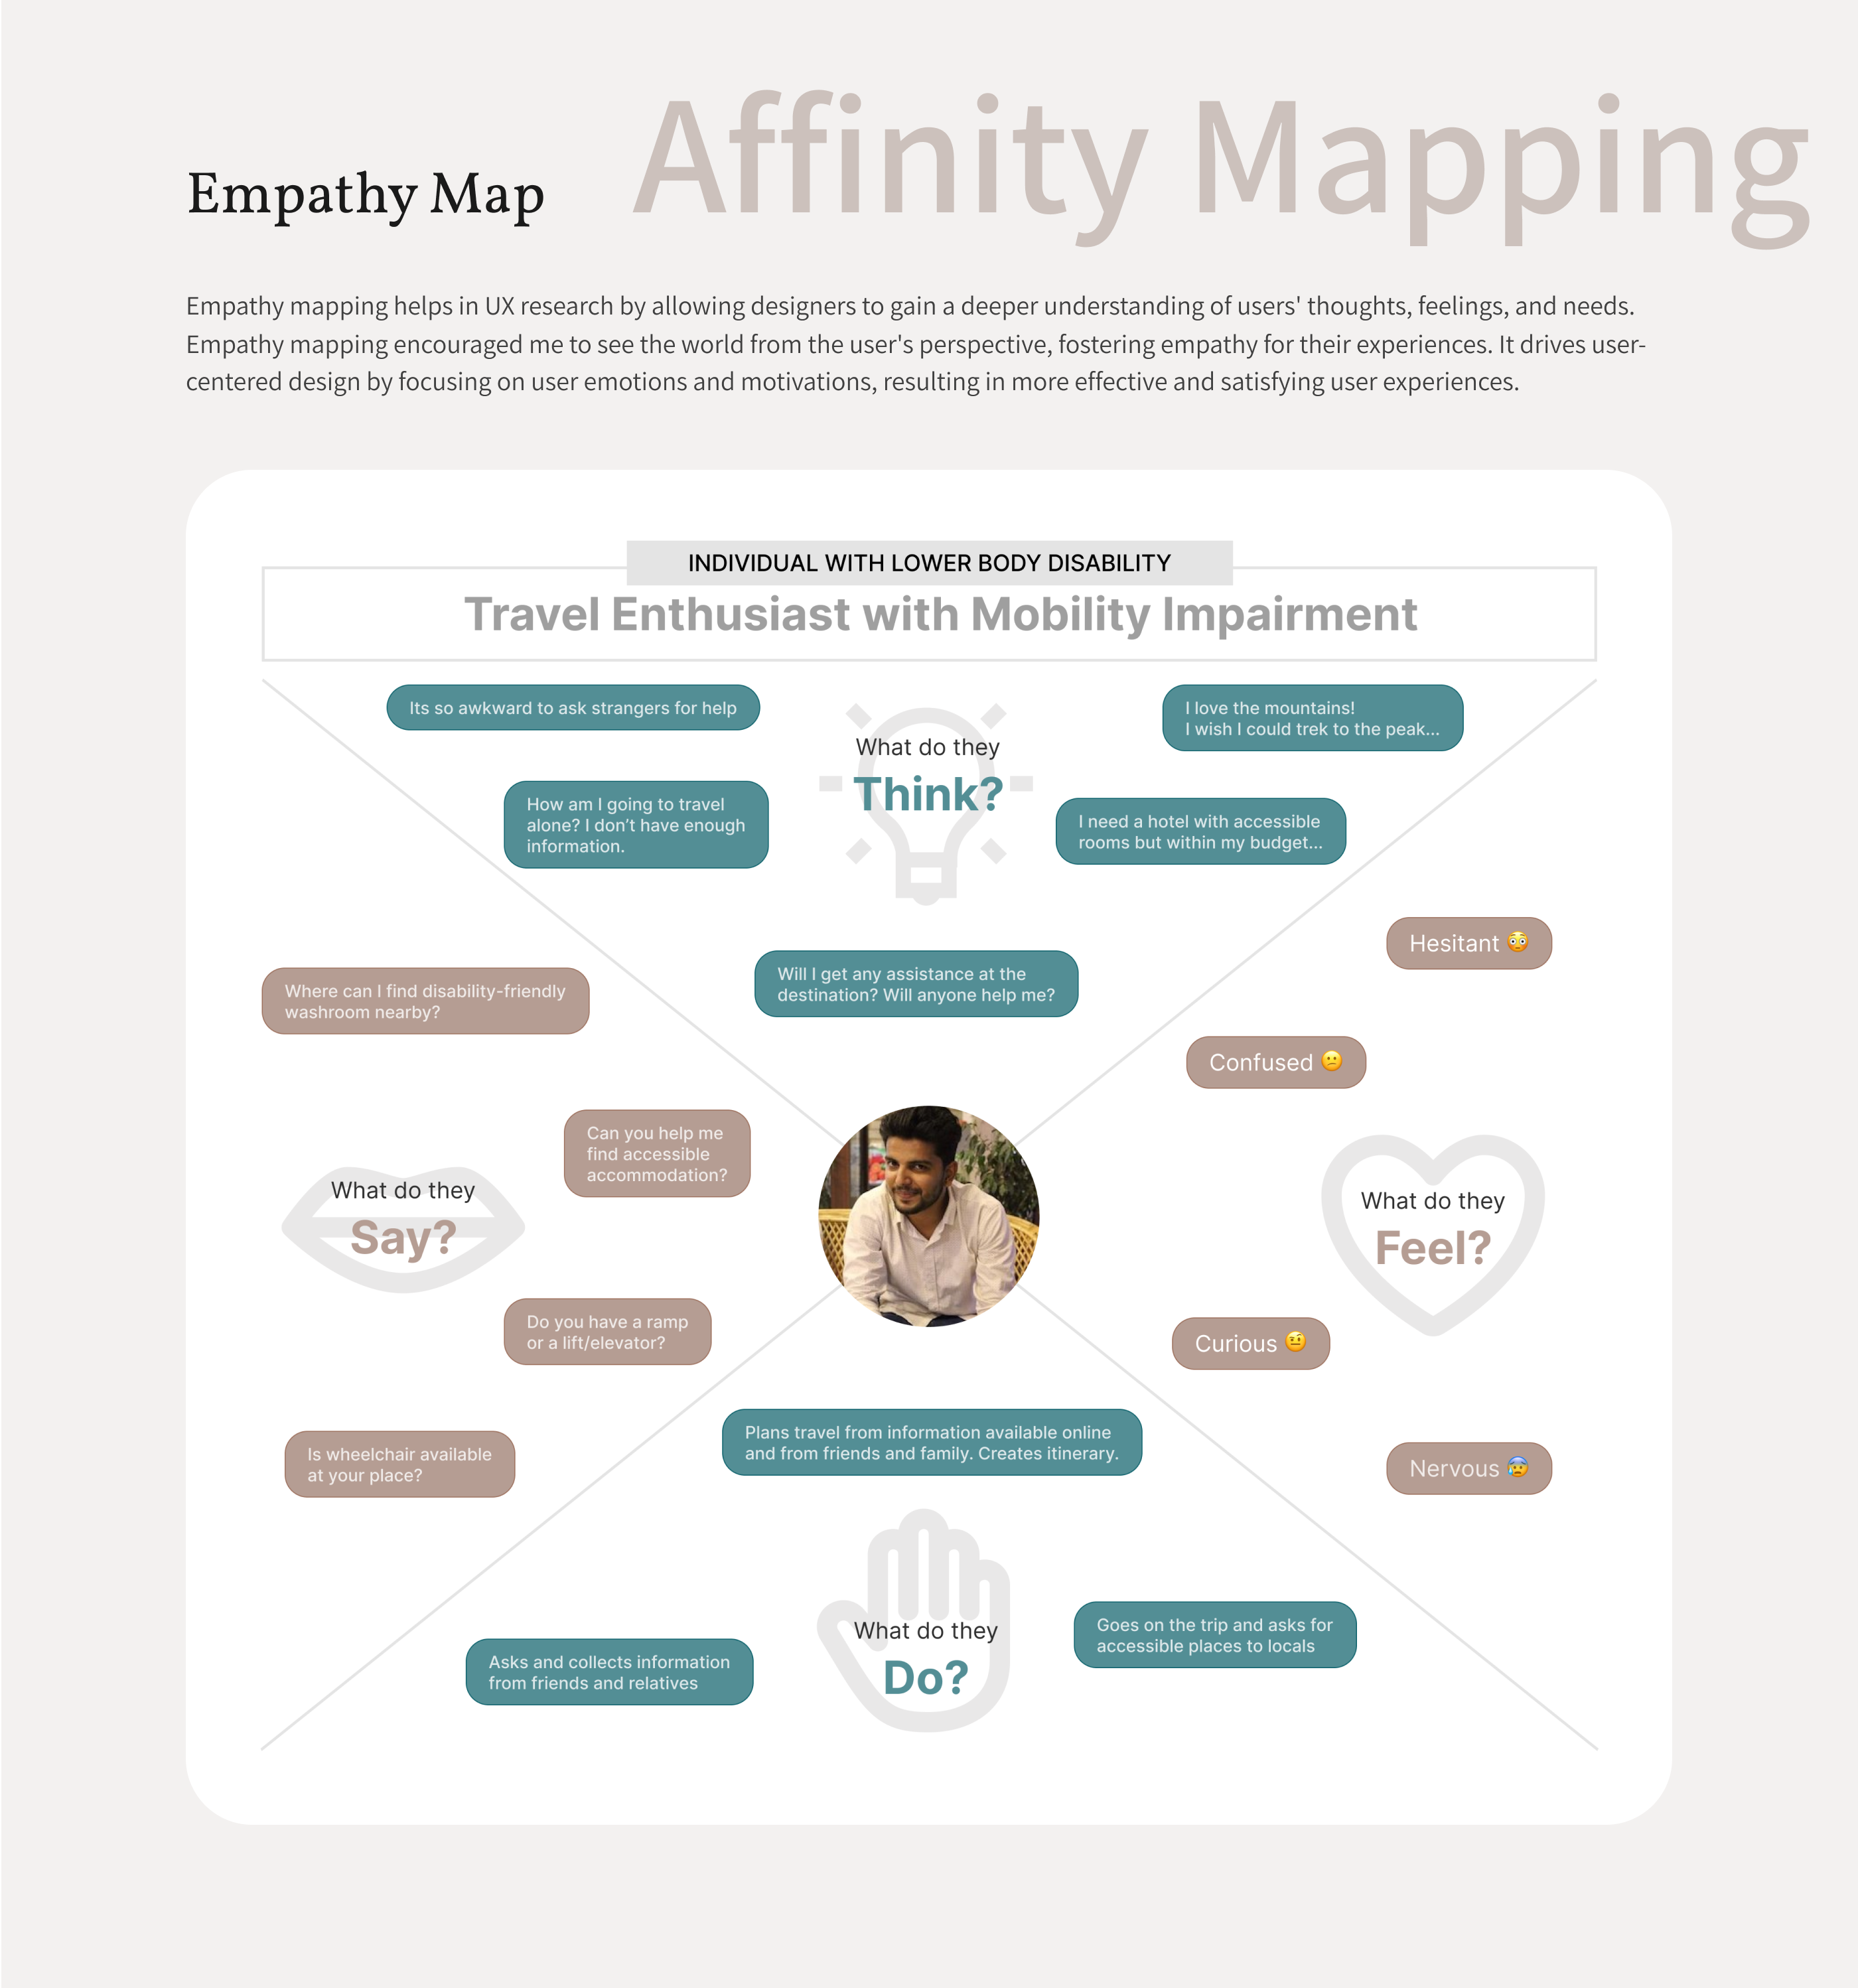 Affinity Mapping
Empathy Map
Empathy mapping helps in UX research by allowing designers to gain a deeper understanding of users' thoughts, feelings, and needs.
Empathy mapping encouraged me to see the world from the user's perspective, fostering empathy for their experiences. It drives user-
centered design by focusing on user emotions and motivations, resulting in more effective and satisfying user experiences.
INDIVIDUAL WITH LOWER BODY DISABILITY
Travel Enthusiast with Mobility Impairment
Its so awkward to ask strangers for help
How am I going to travel
alone? I don’t have enough
information.
What do they
Think?
I love the mountains!
I wish I could trek to the peak...
I need a hotel with accessible
rooms but within my budget...
Will I get any assistance at the
destination? Will anyone help me?
Where can I find disability-friendly
washroom nearby?
Can you help me
find accessible
accommodation?
What do they
Say?
Do you have a ramp
or a lift/elevator?
Is wheelchair available
at your place?
Hesitant 😳
Confused 😕
What do they
Feel?
Curious 🤨
Nervous 😰
Plans travel from information available online
and from friends and family. Creates itinerary.
What do they
Do?
Asks and collects information
from friends and relatives
Goes on the trip and asks for
accessible places to locals